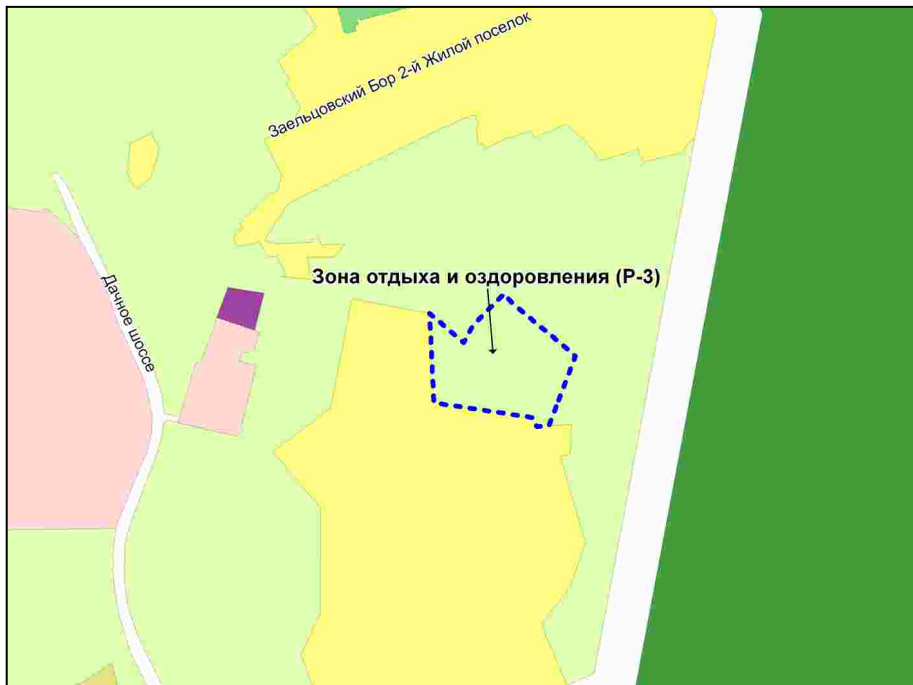 Заельцовский Бор 2-й Жилой поселок
Зона отдыха и оздоровления (Р-3)
Дачное шоссе